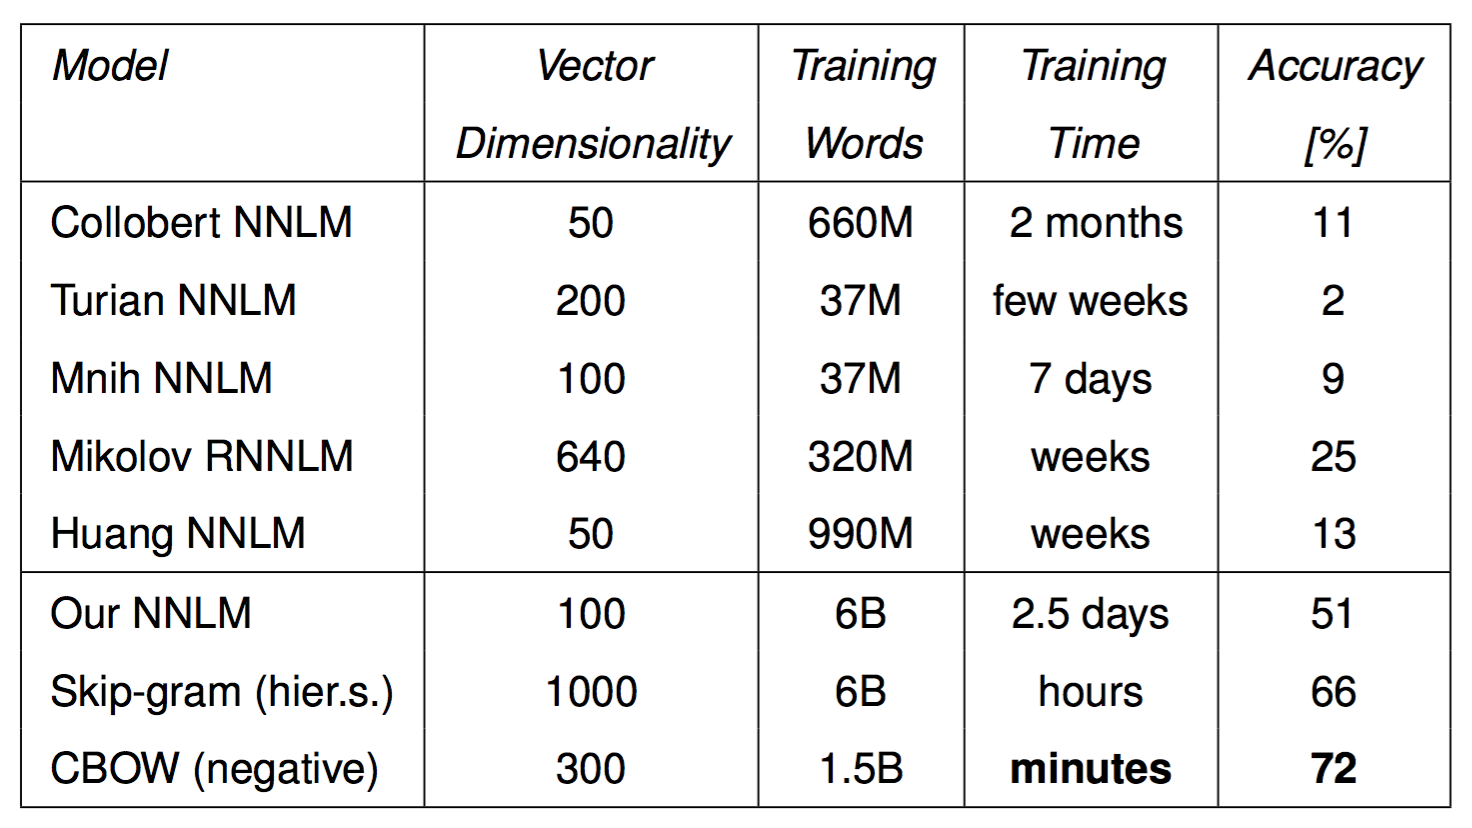 Model Vector Training Training Accuracy
Dimensionality Words Time [%]
Collobert NNLM 50 660M 2 months 11
Turian NNLM 200 37M few weeks 2
Mnih NNLM 100 37M 7 days 9
Mikolov RNNLM 640 320M weeks 25
Huang NNLM 50 990M weeks 13
Our NNLM 100 6B 2.5 days 51
Skip-gram (hier.s.) 1000 6B hours 66
CBOW (negative) 300 1.5B minutes 72